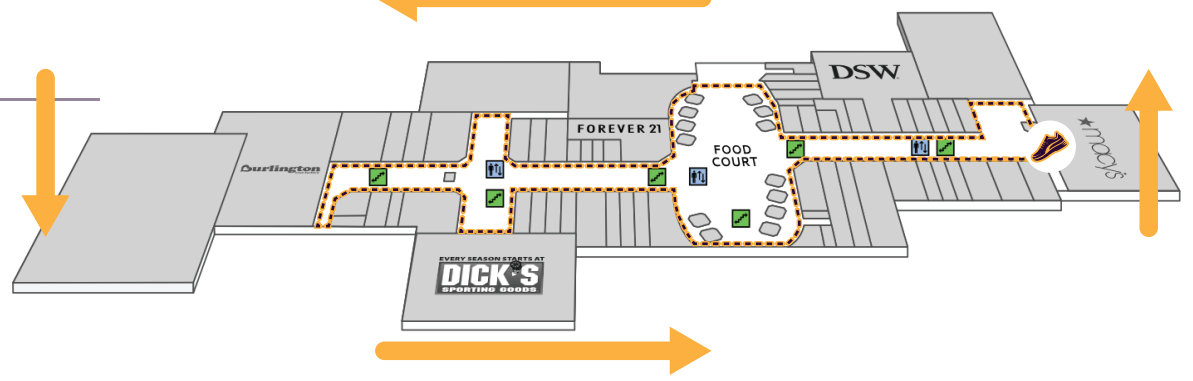 DSW
FOREVER 21
macy's
FOOD
COURT
Burlington
EVERY SEASON STARTS AT
DICK'S
SPORTING GOODS